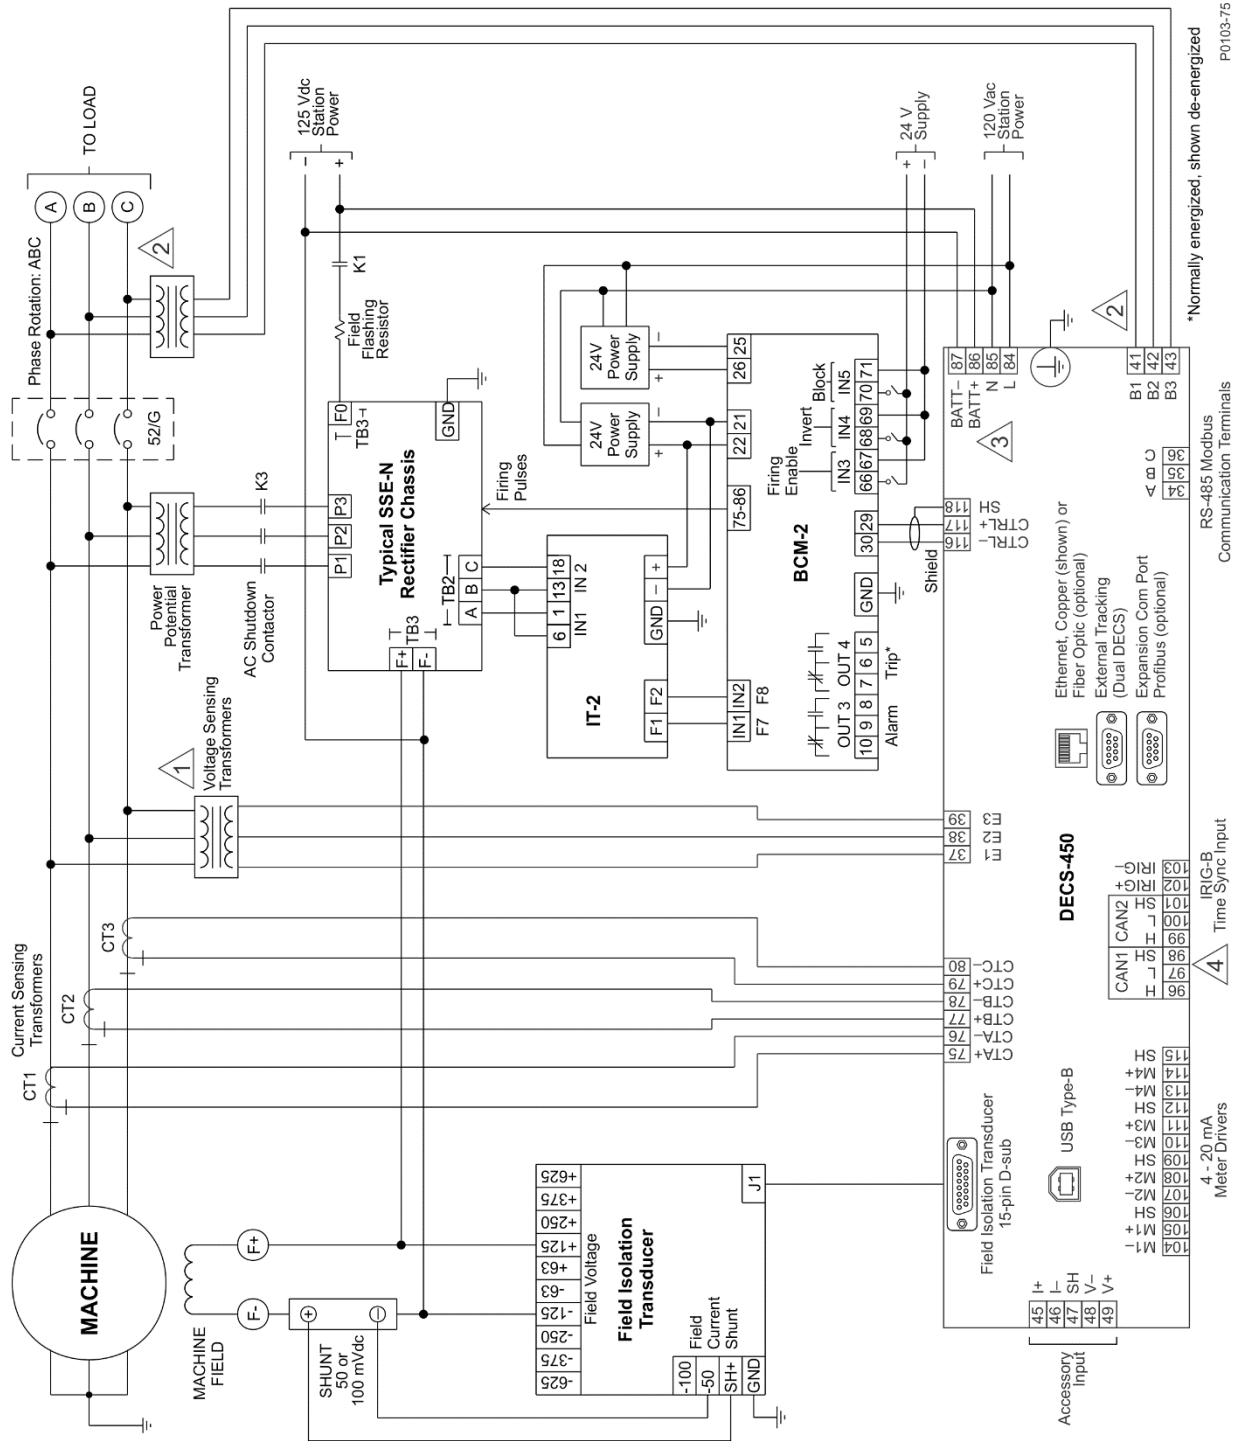 P0103-75
TO LOAD
A
B
C
Phase Rotation: ABC
2
52/G
125 Vdc
Station
Power
−
+
K1
Field
Flashing
Resistor
K3
Power
Potential
Transformer
AC Shutdown
Contactor
P1
P2
P3
F0
TB3
GND
Typical SSE-N
Rectifier Chassis
TB2
A
B
C
TB3
F+
F-
Firing
Pulses
24V
Power
Supply
−
+
24V
Power
Supply
−
+
24 V
Supply
+
−
120 Vac
Station
Power
1
Voltage Sensing
Transformers
IT-2
6
1
13
18
IN1
IN 2
GND
−
+
F1
F2
75-86
22
21
26
25
BCM-2
IN1
IN2
F7
F8
Firing
Enable
Invert
Block
IN3
IN4
IN5
66
67
68
69
70
71
30
29
GND
OUT 3
OUT 4
10
9
8
7
6
5
Alarm
Trip*
Shield
Current Sensing
Transformers
CT1
CT2
CT3
MACHINE
MACHINE
FIELD
F-
F+
SHUNT
50 or
100 mVdc
+
−
-625
-375
-250
-125
-63
+63
+125
+250
+375
+625
Field Voltage
Field Isolation
Transducer
Field
Current
Shunt
-100
-50
SH+
GND
J1
DECS-450
Field Isolation Transducer
15-pin D-sub
USB Type-B
75 CTA+
76 CTA−
77 CTB+
78 CTB−
79 CTC+
80 CTC−
37 E1
38 E2
39 E3
116 CTRL−
117 CTRL+
118 SH
3
BATT− 87
BATT+ 86
N 85
L 84
2
B1 41
B2 42
B3 43
A B C
34 35 36
RS-485 Modbus
Communication Terminals
Ethernet, Copper (shown) or
Fiber Optic (optional)
External Tracking
(Dual DECS)
Expansion Com Port
Profibus (optional)
CAN1
CAN2
H L SH H L SH IRIG+ IRIG−
96 97 98 99 100 101 102 103
4
IRIG-B
Time Sync Input
M1− M1+ SH M2− M2+ SH M3− M3+ SH M4− M4+ SH
104 105 106 107 108 109 110 111 112 113 114 115
4 - 20 mA
Meter Drivers
45 I+
46 I−
47 SH
48 V−
49 V+
Accessory
Input
*Normally energized, shown de-energized